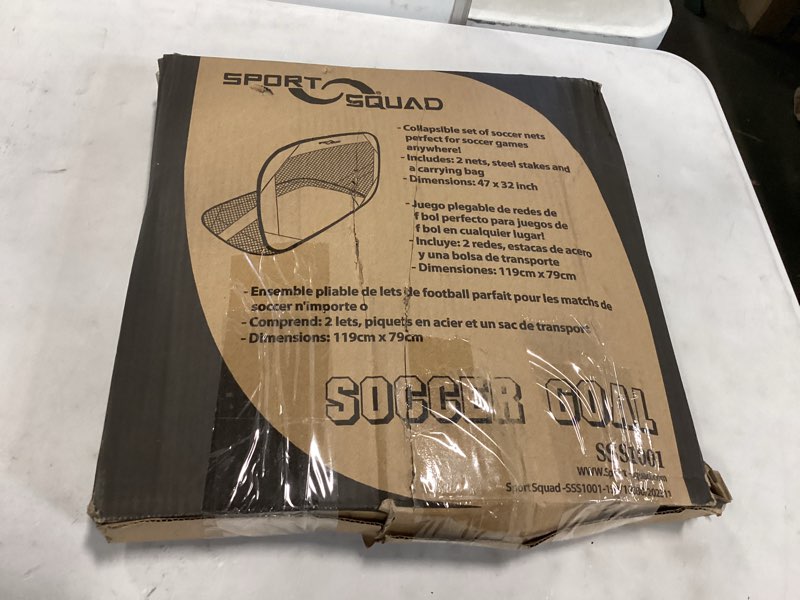 SPORT
SQUAD
- Collapsible set of soccer nets
perfect for soccer games
anywhere!
- Includes: 2 nets, steel stakes and
a carrying bag
- Dimensions: 47 x 32 inch
- Juego plegable de redes de
f bol perfecto para juegos de
f bol en cualquier lugar!
- Incluye: 2 redes, estacas de acero
y una bolsa de transporte
- Dimensiones: 119cm x 79cm
- Ensemble pliable de lets de football parfait pour les matchs de
soccer n'importe o
- Comprend: 2 lets, piquets en acier et un sac de transport
- Dimensions: 119cm x 79cm
SOCCER GOAL
SSS1001
Sport Squad -SSS1001